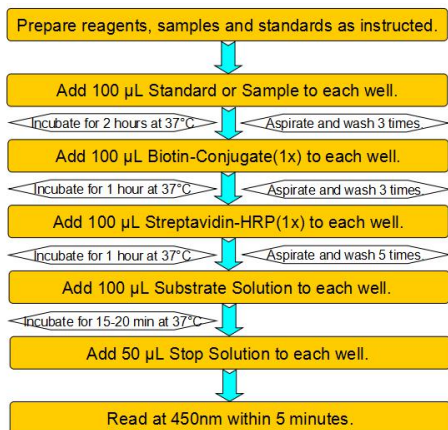 Prepare reagents, samples and standards as instructed.
Add 100 µL Standard or Sample to each well.
Incubate for 2 hours at 37°C
Aspirate and wash 3 times.
Add 100 µL Biotin-Conjugate(1x) to each well.
Incubate for 1 hour at 37°C
Aspirate and wash 3 times.
Add 100 µL Streptavidin-HRP(1x) to each well.
Incubate for 1 hour at 37°C
Aspirate and wash 5 times.
Add 100 µL Substrate Solution to each well.
Incubate for 15-20 min at 37°C
Add 50 µL Stop Solution to each well.
Read at 450nm within 5 minutes.